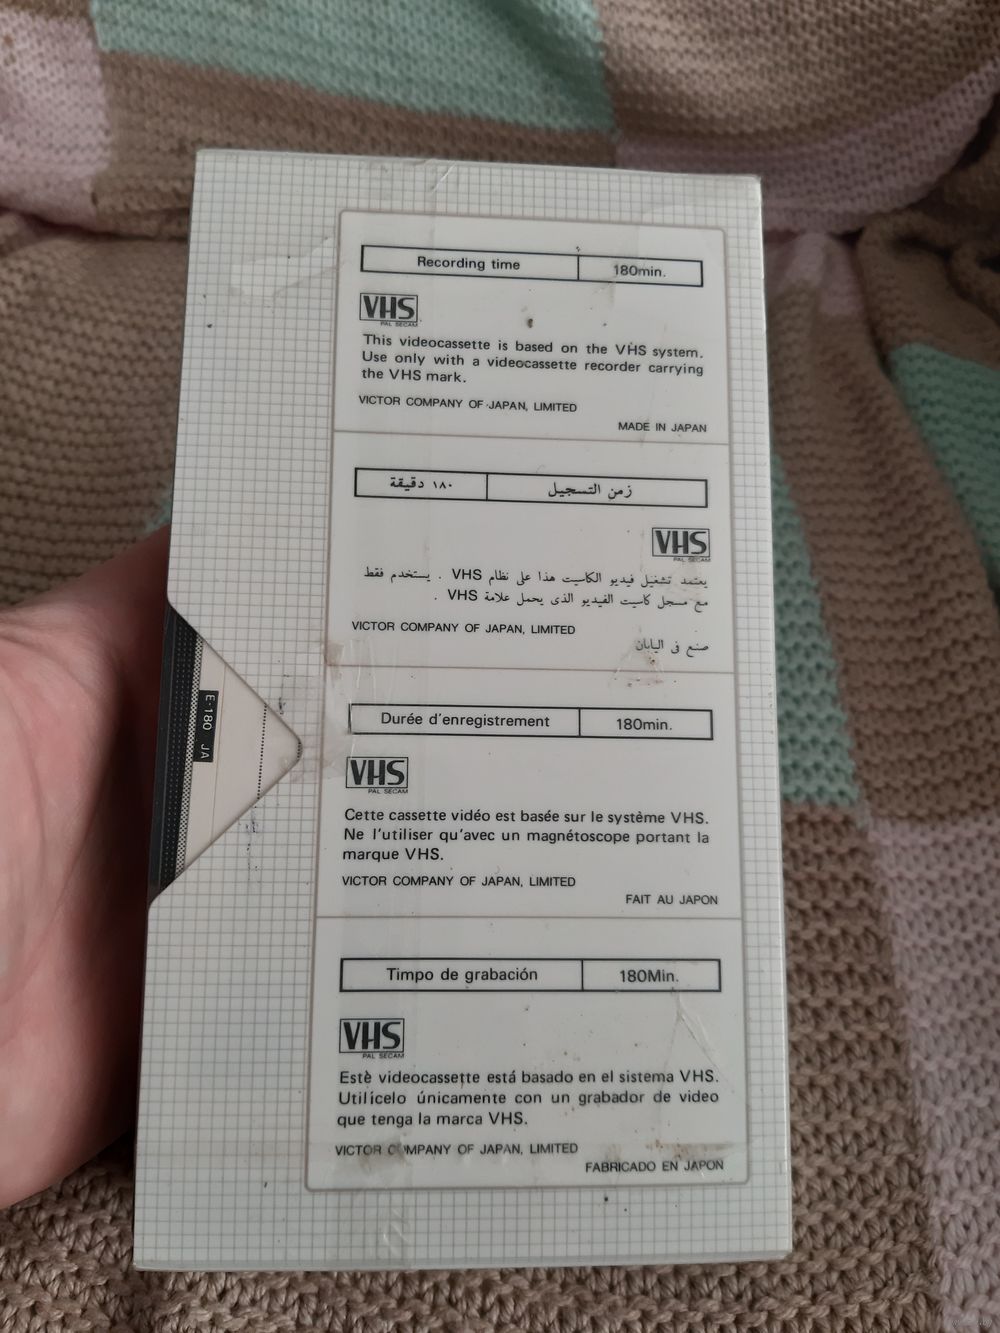 Recording time 180min.
VHS
PAL SECAM
This videocassette is based on the VHS system.
Use only with a videocassette recorder carrying
the VHS mark.
VICTOR COMPANY OF JAPAN, LIMITED
MADE IN JAPAN
زمن التسجيل ١٨٠ دقيقة
VHS
PAL SECAM
يعتمد تشغيل فيديو الكاسيت هذا على نظام VHS . يستخدم فقط
مع مسجل كاسيت الفيديو الذى يحمل علامة VHS .
VICTOR COMPANY OF JAPAN, LIMITED
صنع فى اليابان
E-180 JA
Durée d'enregistrement 180min.
VHS
PAL SECAM
Cette cassette vidéo est basée sur le système VHS.
Ne l'utiliser qu'avec un magnétoscope portant la
marque VHS.
VICTOR COMPANY OF JAPAN, LIMITED
FAIT AU JAPON
Timpo de grabación 180Min.
VHS
PAL SECAM
Estè videocassette está basado en el sistema VHS.
Utilícelo únicamente con un grabador de video
que tenga la marca VHS.
VICTOR COMPANY OF JAPAN, LIMITED
FABRICADO EN JAPON